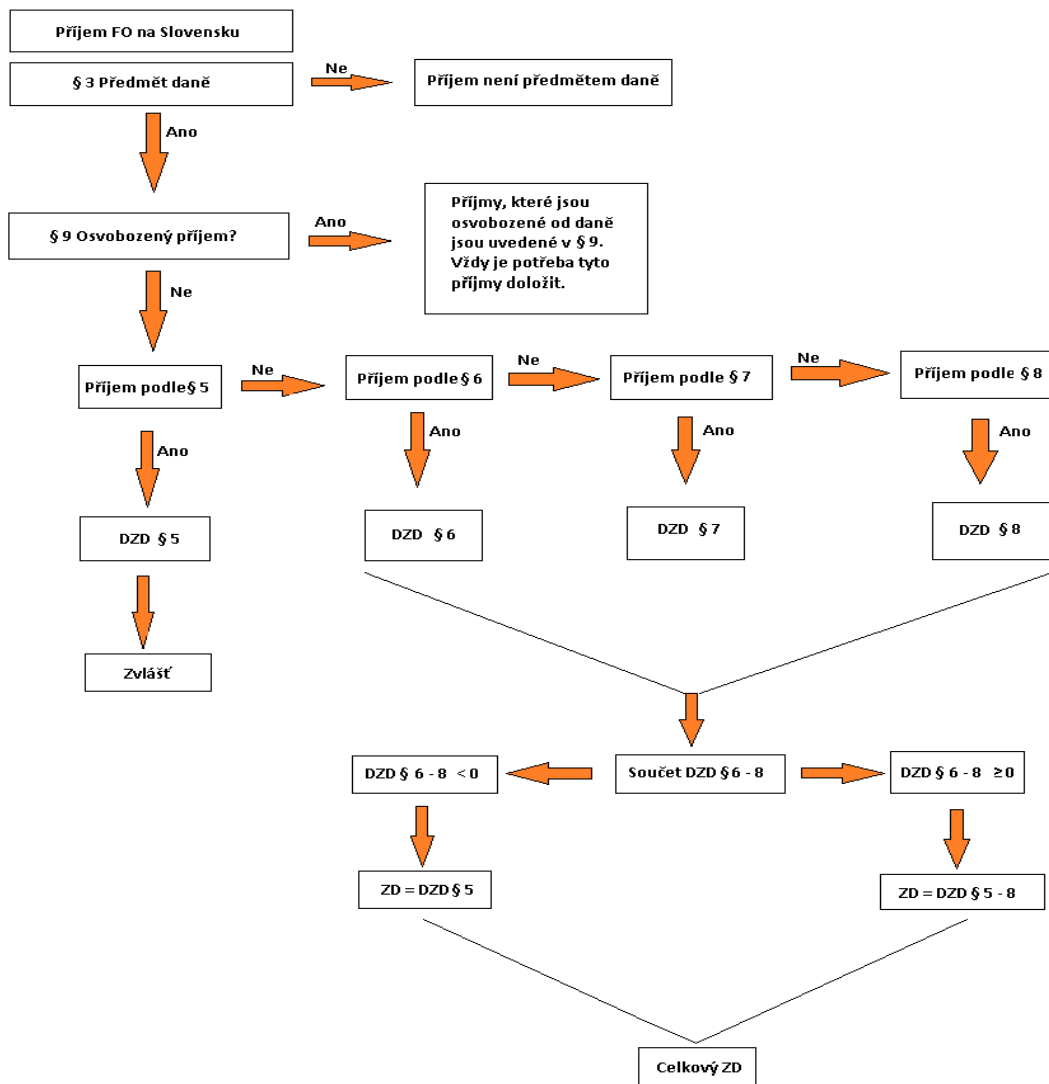 Příjem FO na Slovensku
§ 3 Předmět daně
Ne
Příjem není předmětem daně
Ano
§ 9 Osvobozený příjem?
Ano
Příjmy, které jsou
osvobozené od daně
jsou uvedené v § 9.
Vždy je potřeba tyto
příjmy doložit.
Ne
Příjem podle § 5
Ne
Příjem podle § 6
Ne
Příjem podle § 7
Ne
Příjem podle § 8
Ano
Ano
Ano
Ano
DZD § 5
DZD § 6
DZD § 7
DZD § 8
Zvlášť
DZD § 6 - 8 < 0
Součet DZD § 6 - 8
DZD § 6 - 8 ≥ 0
ZD = DZD § 5
ZD = DZD § 5 - 8
Celkový ZD